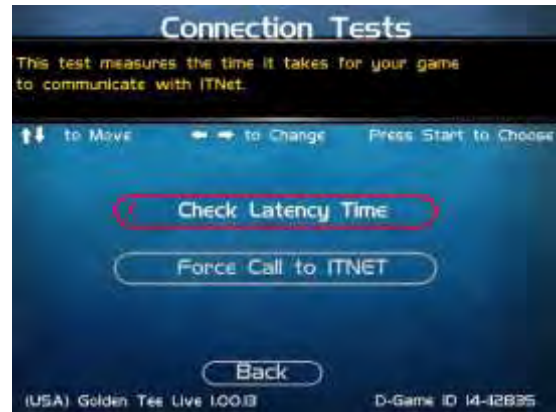 Connection Tests
This test measures the time it takes for your game
to communicate with ITNet.
to Move to Change Press Start to Choose
Check Latency Time
Force Call to ITNET
Back
(USA) Golden Tee Live 1.00.13 D-Game ID 14-42835